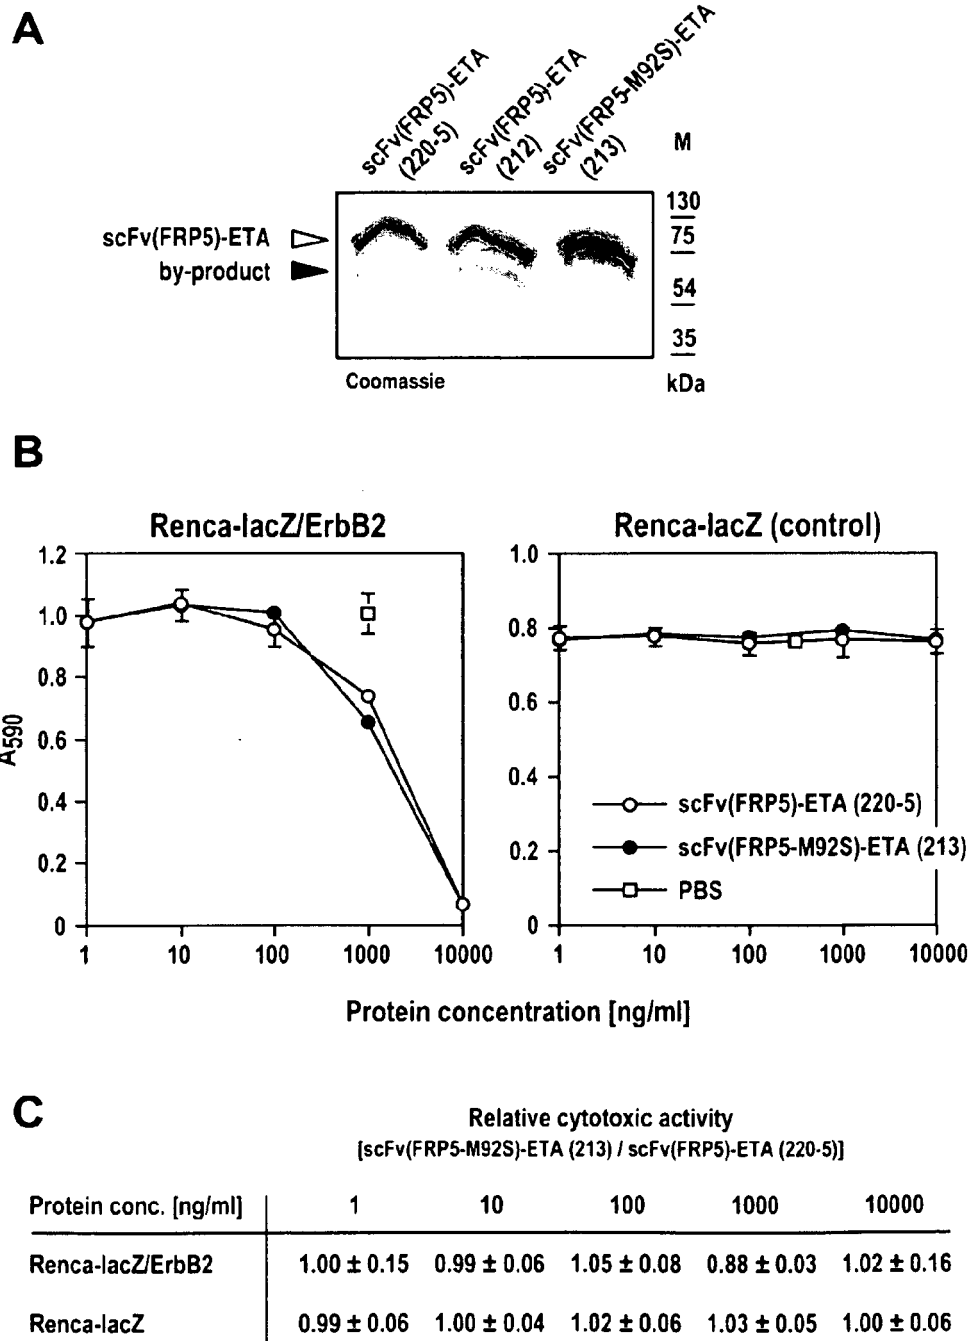 A
scFv(FRP5)-ETA
(220-5)
scFv(FRP5)-ETA
(212)
scFv(FRP5-M92S)-ETA
(213)
M
130
scFv(FRP5)-ETA
75
by-product
54
35
Coomassie
kDa
B
Renca-lacZ/ErbB2
Renca-lacZ (control)
1.2
1.0
0.8
0.6
0.4
0.2
0
A590
1 10 100 1000 10000
1.0
0.8
0.6
0.4
0.2
0
scFv(FRP5)-ETA (220-5)
scFv(FRP5-M92S)-ETA (213)
PBS
1 10 100 1000 10000
Protein concentration [ng/ml]
C
Relative cytotoxic activity
[scFv(FRP5-M92S)-ETA (213) / scFv(FRP5)-ETA (220-5)]
Protein conc. [ng/ml] 1 10 100 1000 10000
Renca-lacZ/ErbB2 1.00 ± 0.15 0.99 ± 0.06 1.05 ± 0.08 0.88 ± 0.03 1.02 ± 0.16
Renca-lacZ 0.99 ± 0.06 1.00 ± 0.04 1.02 ± 0.06 1.03 ± 0.05 1.00 ± 0.06